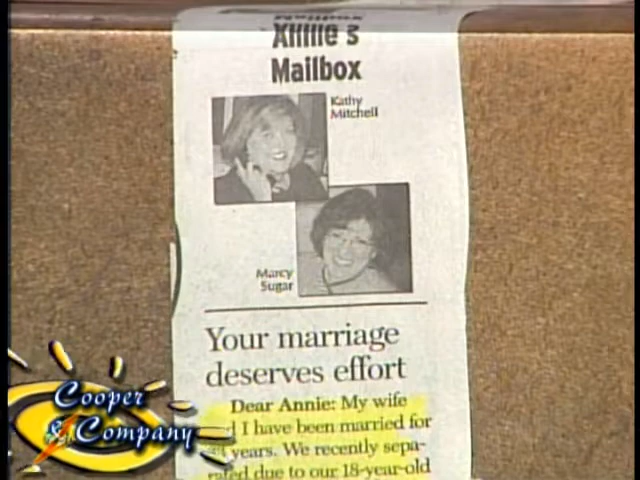 Mailbox
Kathy
Mitchell
Marcy
Sugar
Your marriage
deserves effort
Dear Annie: My wife
I have been married for
years. We recently sepa-
rated due to our 18-year-old
Cooper
& Company